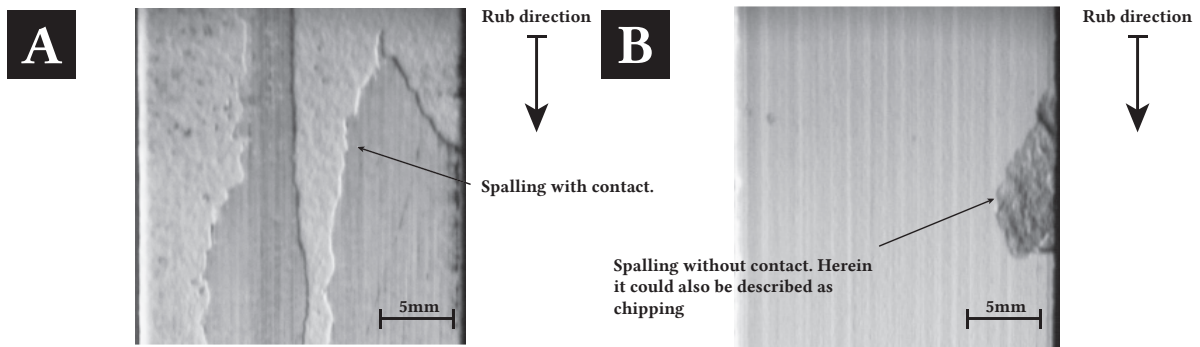 A
Rub direction
Spalling with contact.
5mm
B
Rub direction
Spalling without contact. Herein
it could also be described as
chipping
5mm